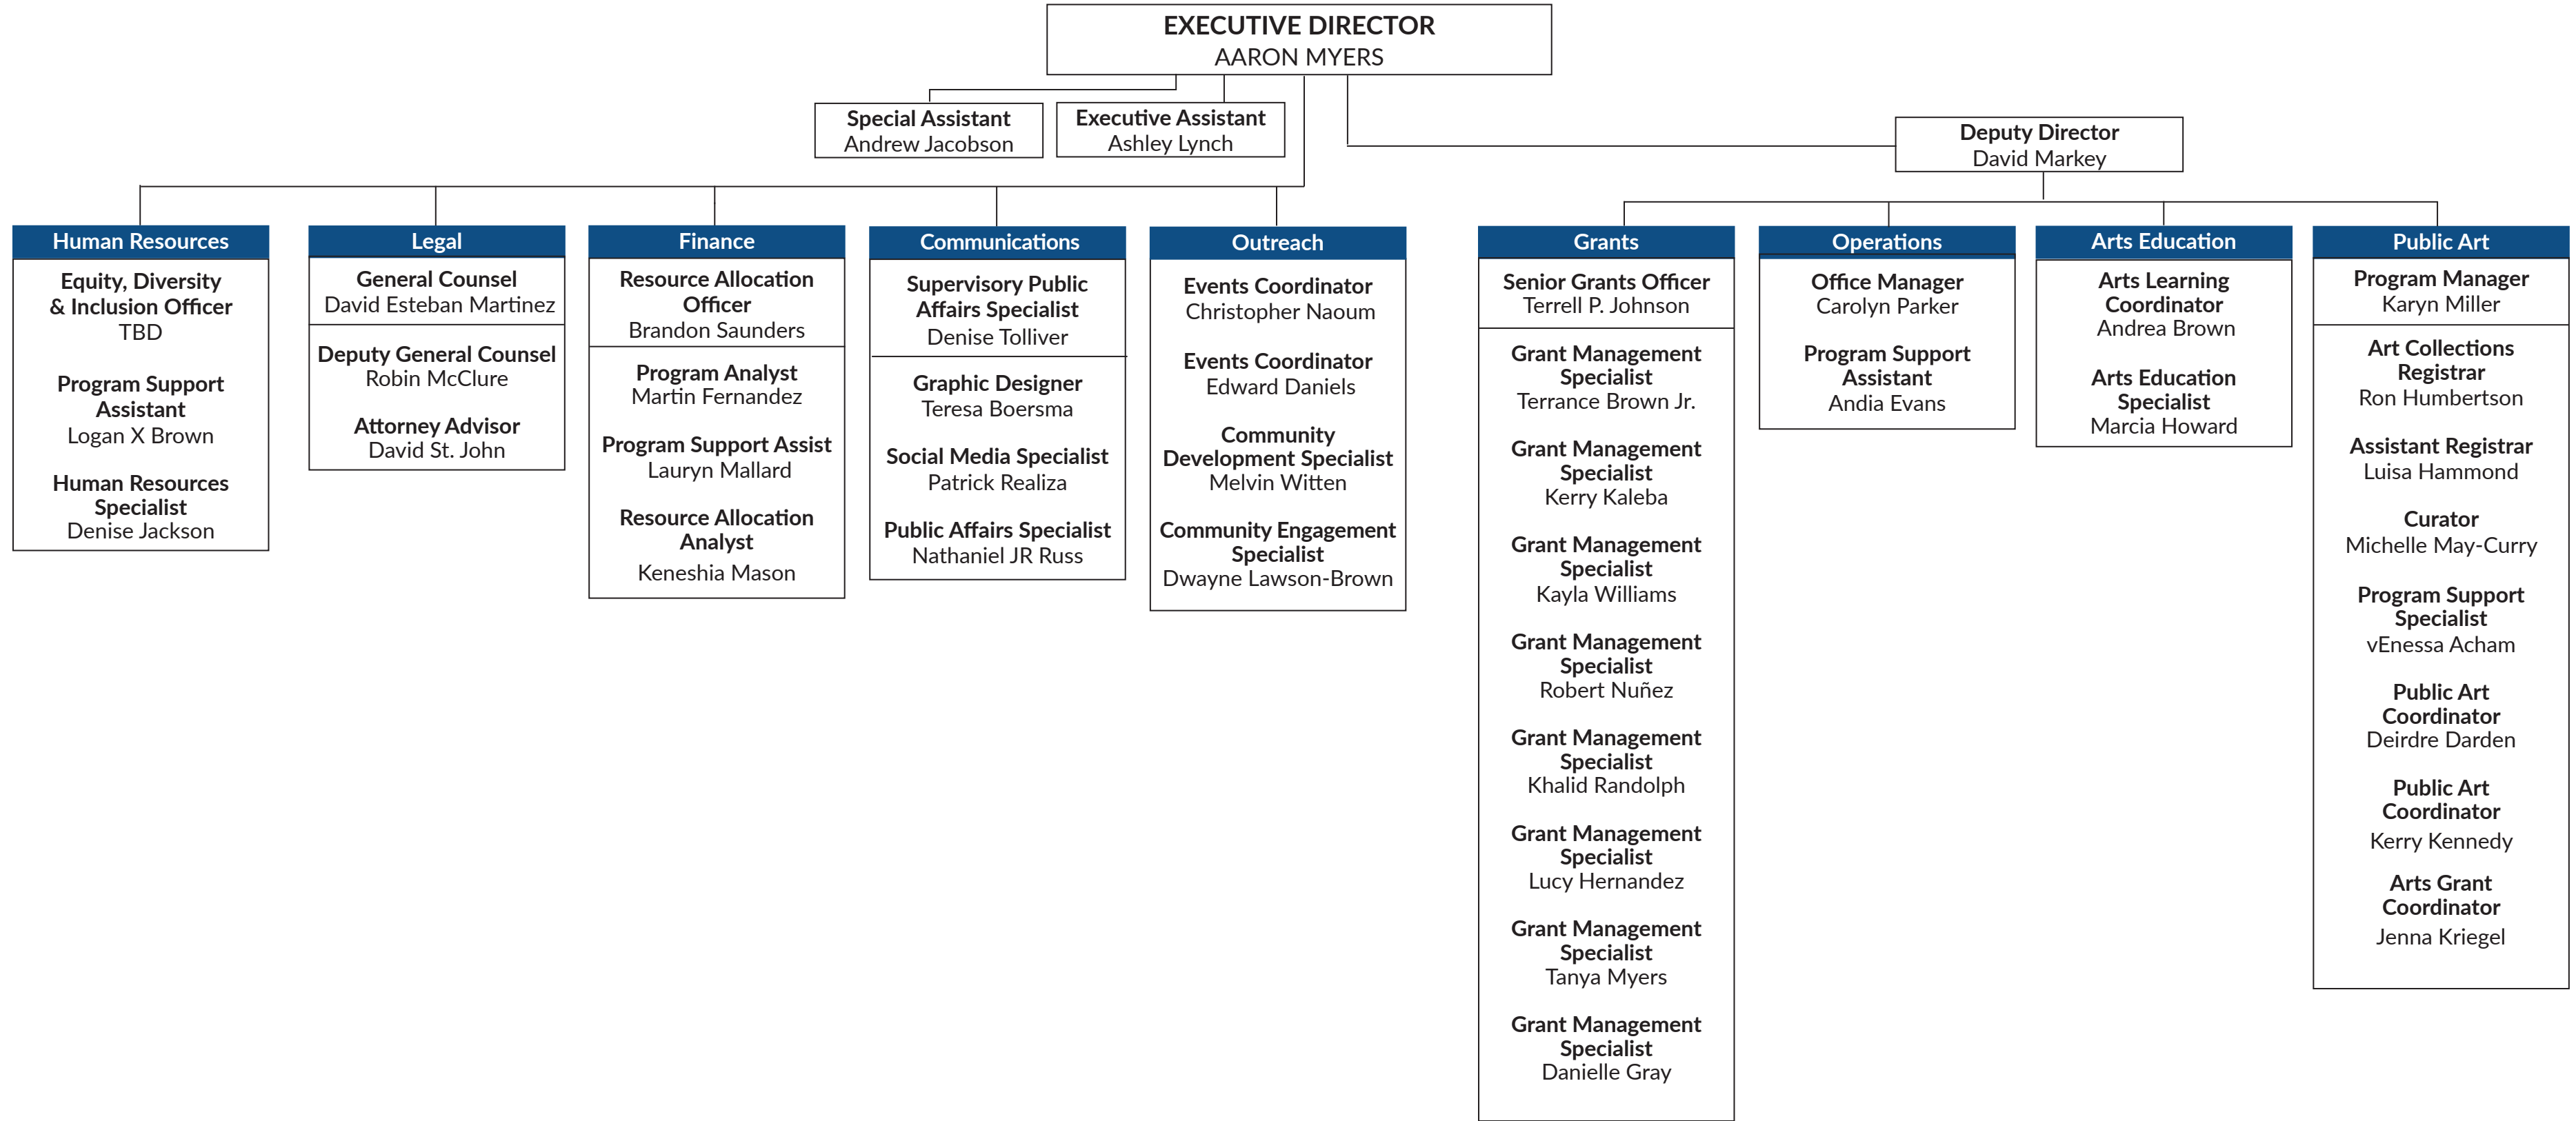 EXECUTIVE DIRECTOR
AARON MYERS
Special Assistant
Andrew Jacobson
Executive Assistant
Ashley Lynch
Deputy Director
David Markey
Human Resources
Equity, Diversity
& Inclusion Officer
TBD
Program Support
Assistant
Logan X Brown
Human Resources
Specialist
Denise Jackson
Legal
General Counsel
David Esteban Martinez
Deputy General Counsel
Robin McClure
Attorney Advisor
David St. John
Finance
Resource Allocation
Officer
Brandon Saunders
Program Analyst
Martin Fernandez
Program Support Assist
Lauryn Mallard
Resource Allocation
Analyst
Keneshia Mason
Communications
Supervisory Public
Affairs Specialist
Denise Tolliver
Graphic Designer
Teresa Boersma
Social Media Specialist
Patrick Realiza
Public Affairs Specialist
Nathaniel JR Russ
Outreach
Events Coordinator
Christopher Naoum
Events Coordinator
Edward Daniels
Community
Development Specialist
Melvin Witten
Community Engagement
Specialist
Dwayne Lawson-Brown
Grants
Senior Grants Officer
Terrell P. Johnson
Grant Management
Specialist
Terrance Brown Jr.
Grant Management
Specialist
Kerry Kaleba
Grant Management
Specialist
Kayla Williams
Grant Management
Specialist
Robert Nuñez
Grant Management
Specialist
Khalid Randolph
Grant Management
Specialist
Lucy Hernandez
Grant Management
Specialist
Tanya Myers
Grant Management
Specialist
Danielle Gray
Operations
Office Manager
Carolyn Parker
Program Support
Assistant
Andia Evans
Arts Education
Arts Learning
Coordinator
Andrea Brown
Arts Education
Specialist
Marcia Howard
Public Art
Program Manager
Karyn Miller
Art Collections
Registrar
Ron Humbertson
Assistant Registrar
Luisa Hammond
Curator
Michelle May-Curry
Program Support
Specialist
vEnessa Acham
Public Art
Coordinator
Deirdre Darden
Public Art
Coordinator
Kerry Kennedy
Arts Grant
Coordinator
Jenna Kriegel